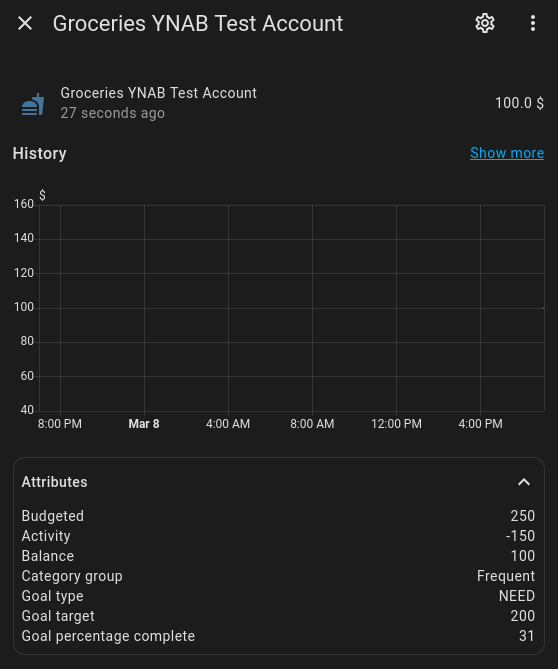 Groceries YNAB Test Account
Groceries YNAB Test Account
27 seconds ago
100.0 $
History
Show more
$
160
140
120
100
80
60
40
8:00 PM
Mar 8
4:00 AM
8:00 AM
12:00 PM
4:00 PM
Attributes
Budgeted 250
Activity -150
Balance 100
Category group Frequent
Goal type NEED
Goal target 200
Goal percentage complete 31